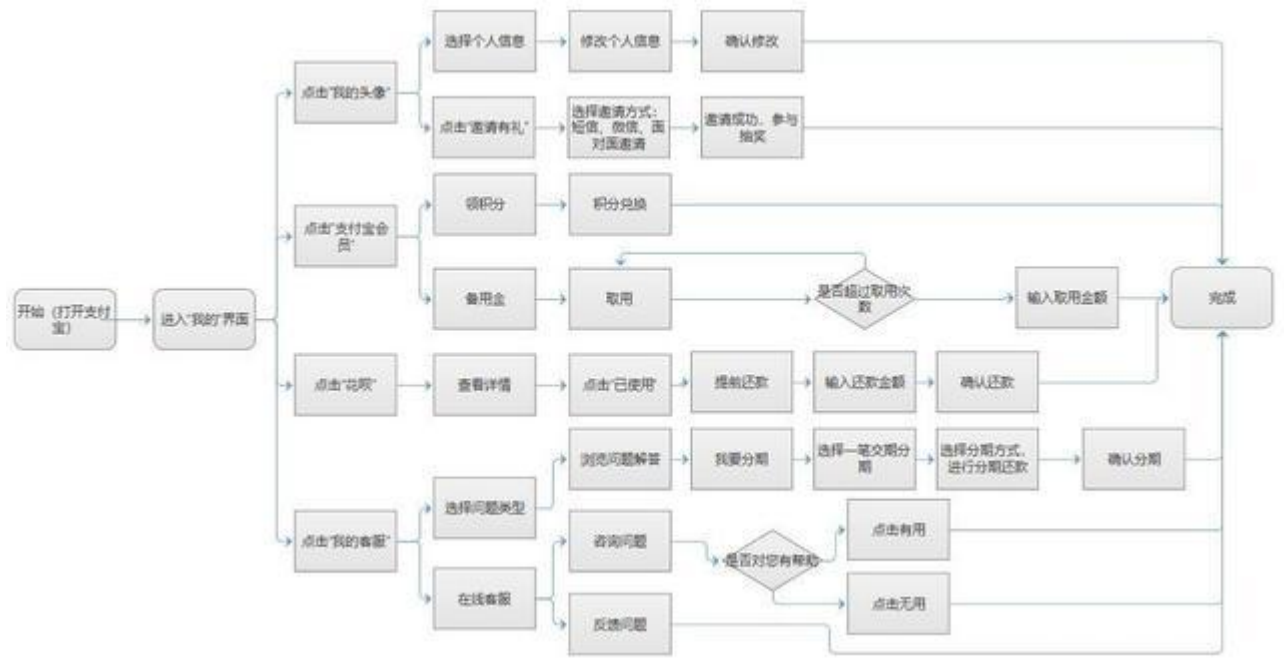 选择个人信息
修改个人信息
确认修改
点击“我的头像”
点击“邀请有礼”
选择邀请方式：
短信、微信、面
对面邀请
邀请成功、参与
抽奖
领积分
积分兑换
点击“支付宝会
员”
备用金
取用
是否超过取用次
数
输入取用金额
完成
开始（打开支付
宝）
进入“我的”界面
点击“花呗”
查看详情
点击“已使用”
提前还款
输入还款金额
确认还款
浏览问题解答
我要分期
选择一笔交期分
期
选择分期方式、
进行分期还款
确认分期
选择问题类型
点击“我的客服”
咨询问题
是否对您有帮助
点击有用
在线客服
点击无用
反馈问题